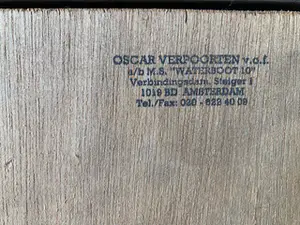 OSCAR VERPOORTEN v.o.f.
a/b M.S. "WATERBOOT 10"
Verbindingsdam, Steiger 1
1019 BD AMSTERDAM
Tel./Fax: 020 - 622 40 09